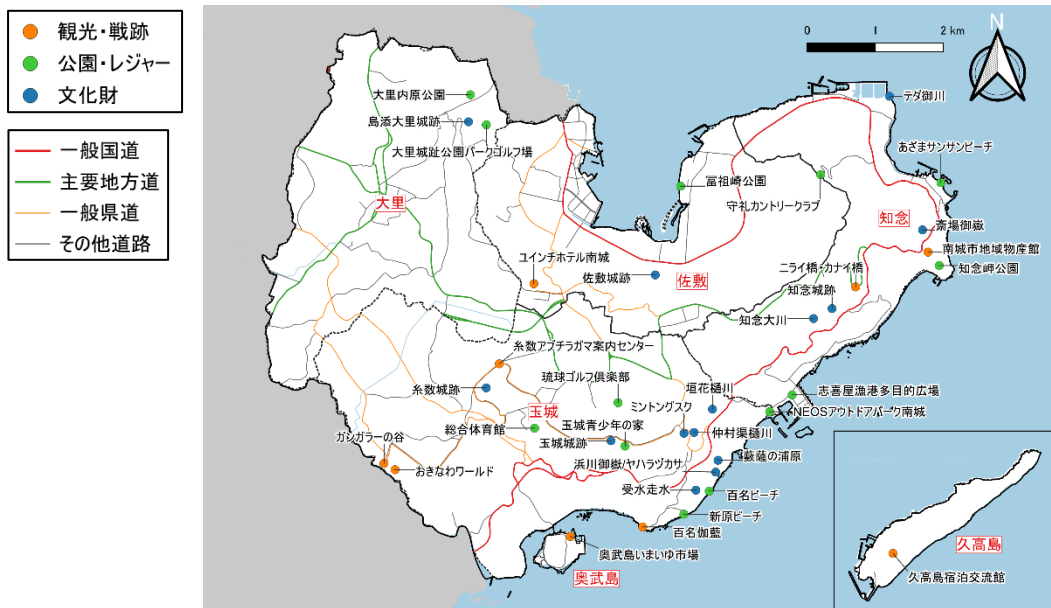 観光・戦跡
公園・レジャー
文化財
一般国道
主要地方道
一般県道
その他道路
0 1 2 km
N
大里内原公園
島添大里城跡
大里城趾公園パークゴルフ場
テダ御川
あざまサンサンビーチ
冨祖崎公園
守礼カントリークラブ
大里
知念
斎場御嶽
南城市地域物産館
知念岬公園
ユインチホテル南城
佐敷城跡
佐敷
ニライ橋・カナイ橋
知念城跡
知念大川
糸数アブチラガマ案内センター
琉球ゴルフ倶楽部
糸数城跡
垣花樋川
志喜屋漁港多目的広場
ミントングスク
NEOSアウトドアパーク南城
玉城
玉城青少年の家
総合体育館
仲村渠樋川
ガンガラーの谷
玉城城跡
おきなわワールド
浜川御嶽/ヤハラヅカサ
藪薩の浦原
受水走水
百名ビーチ
新原ビーチ
百名伽藍
奥武島いまいゆ市場
奥武島
久高島
久高島宿泊交流館